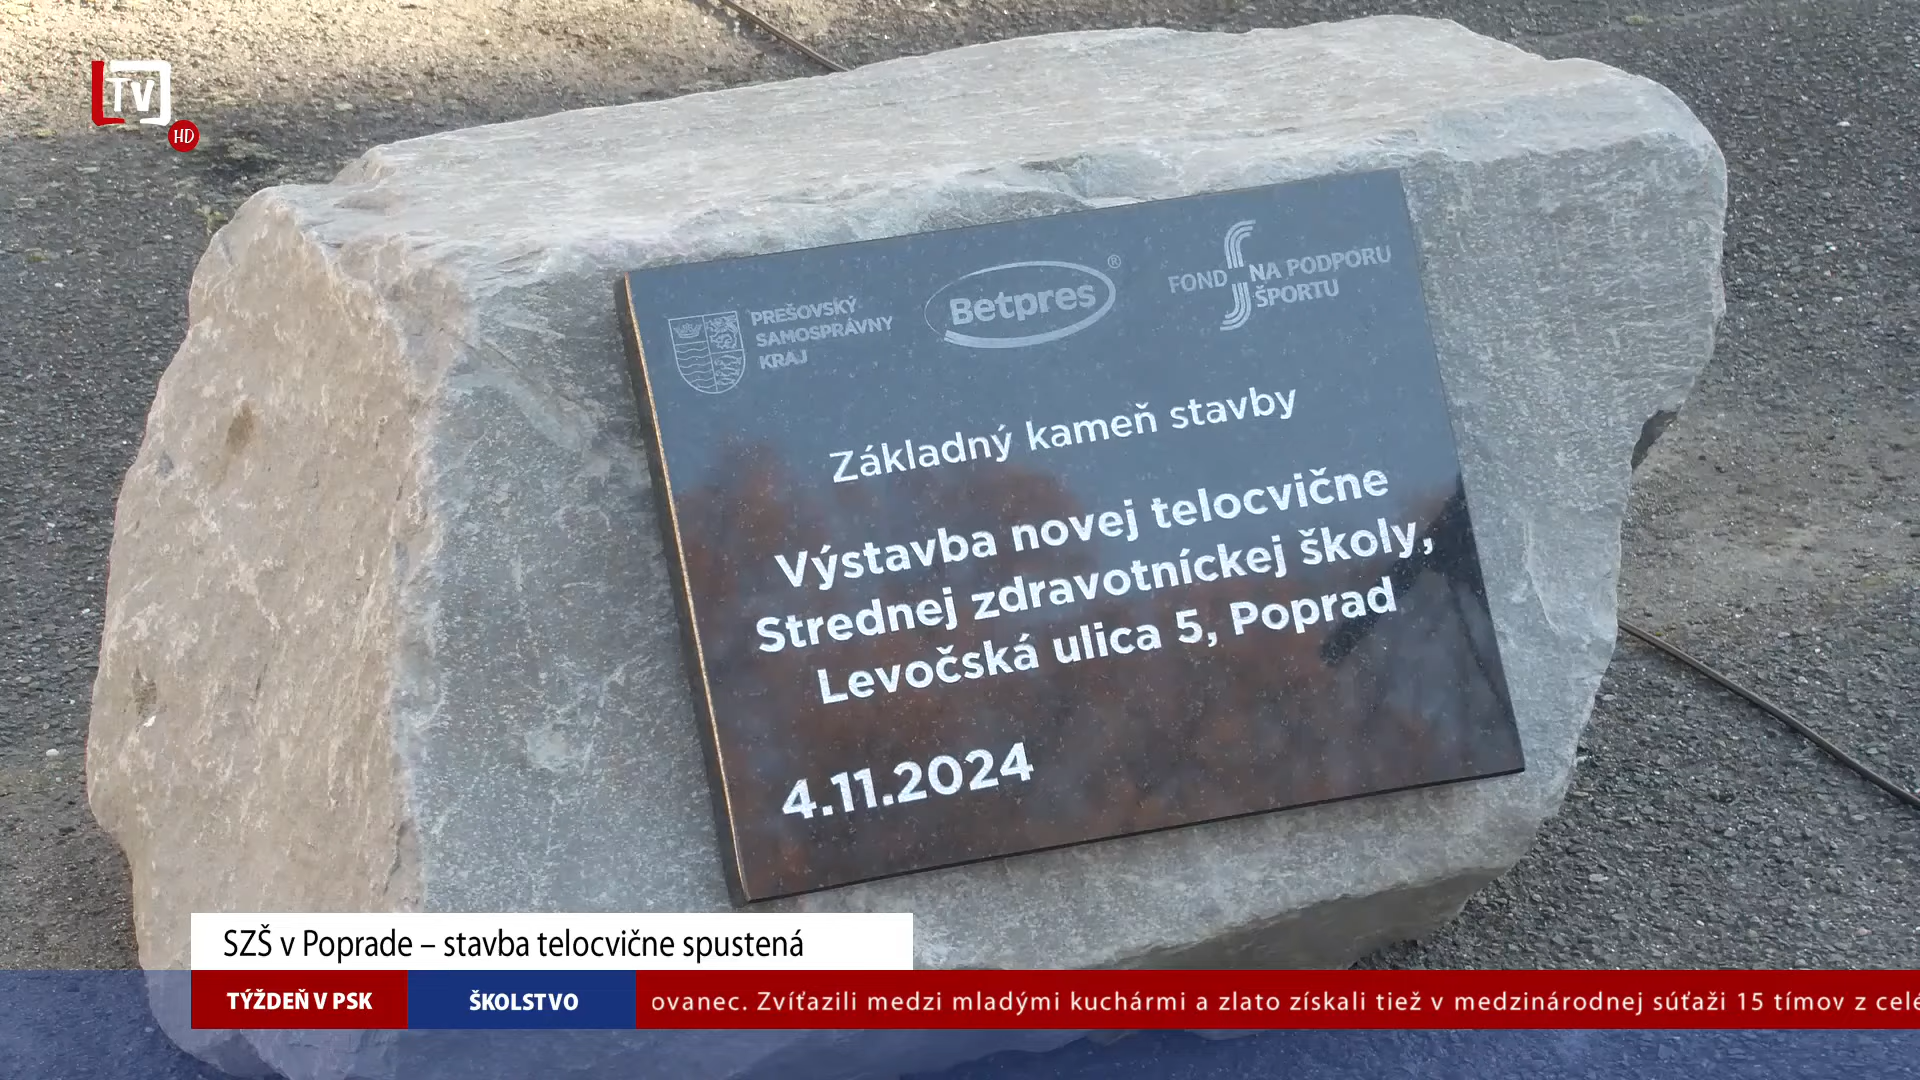 TV
HD
PREŠOVSKÝ
SAMOSPRÁVNY
KRAJ
Betpres®
FOND NA PODPORU
ŠPORTU
Základný kameň stavby
Výstavba novej telocvične
Strednej zdravotníckej školy,
Levočská ulica 5, Poprad
4.11.2024
SZŠ v Poprade – stavba telocvične spustená
TÝŽDEŇ V PSK
ŠKOLSTVO
ovanec. Zvíťazili medzi mladými kuchármi a zlato získali tiež v medzinárodnej súťaži 15 tímov z celé